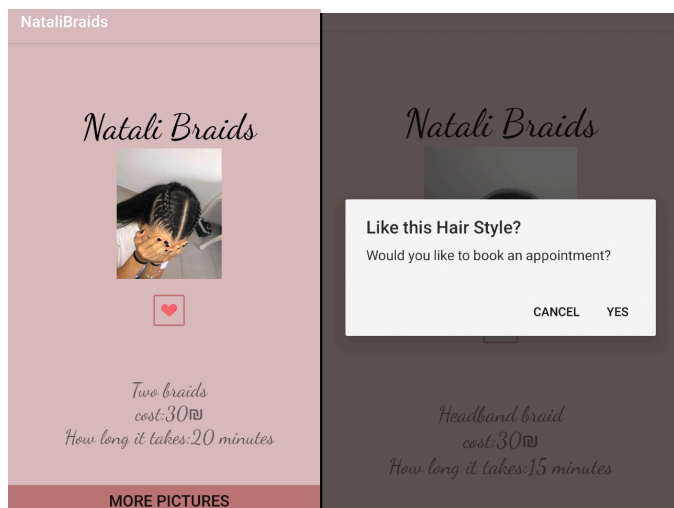 NataliBraids
Natali Braids
Two braids
cost:30₪
How long it takes:20 minutes
MORE PICTURES
Natali Braids
Like this Hair Style?
Would you like to book an appointment?
CANCEL YES
Headband braid
cost:30₪
How long it takes:15 minutes